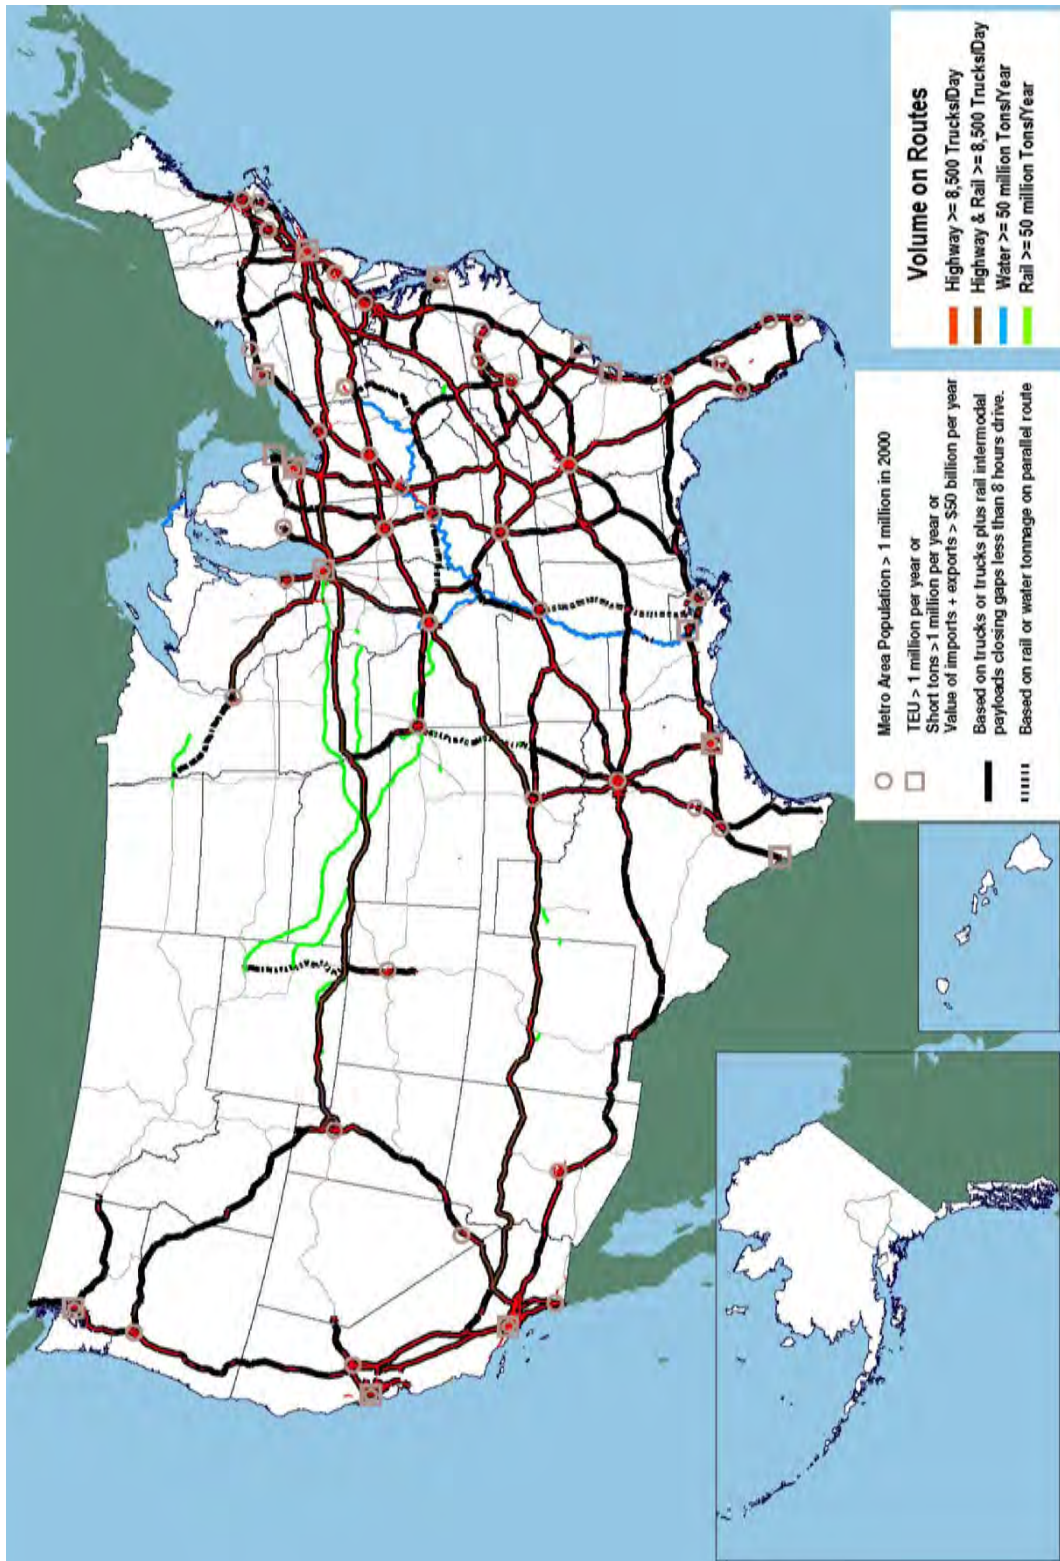 Metro Area Population > 1 million in 2000
TEU > 1 million per year or
Short tons > 1 million per year or
Value of imports + exports > $50 billion per year
Based on trucks or trucks plus rail intermodal
payloads closing gaps less than 8 hours drive.
Based on rail or water tonnage on parallel route
Volume on Routes
Highway >= 8,500 Trucks/Day
Highway & Rail >= 8,500 Trucks/Day
Water >= 50 million Tons/Year
Rail >= 50 million Tons/Year